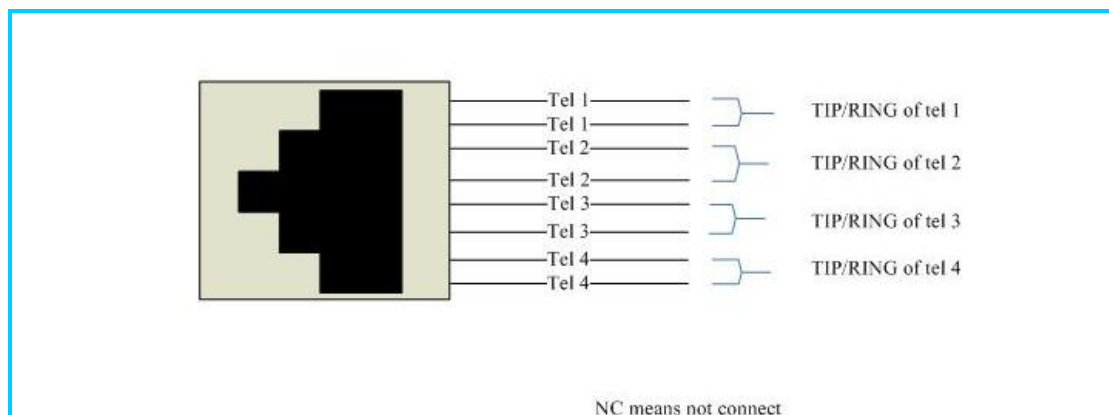 Tel 1
Tel 1
TIP/RING of tel 1
Tel 2
Tel 2
TIP/RING of tel 2
Tel 3
Tel 3
TIP/RING of tel 3
Tel 4
Tel 4
TIP/RING of tel 4
NC means not connect